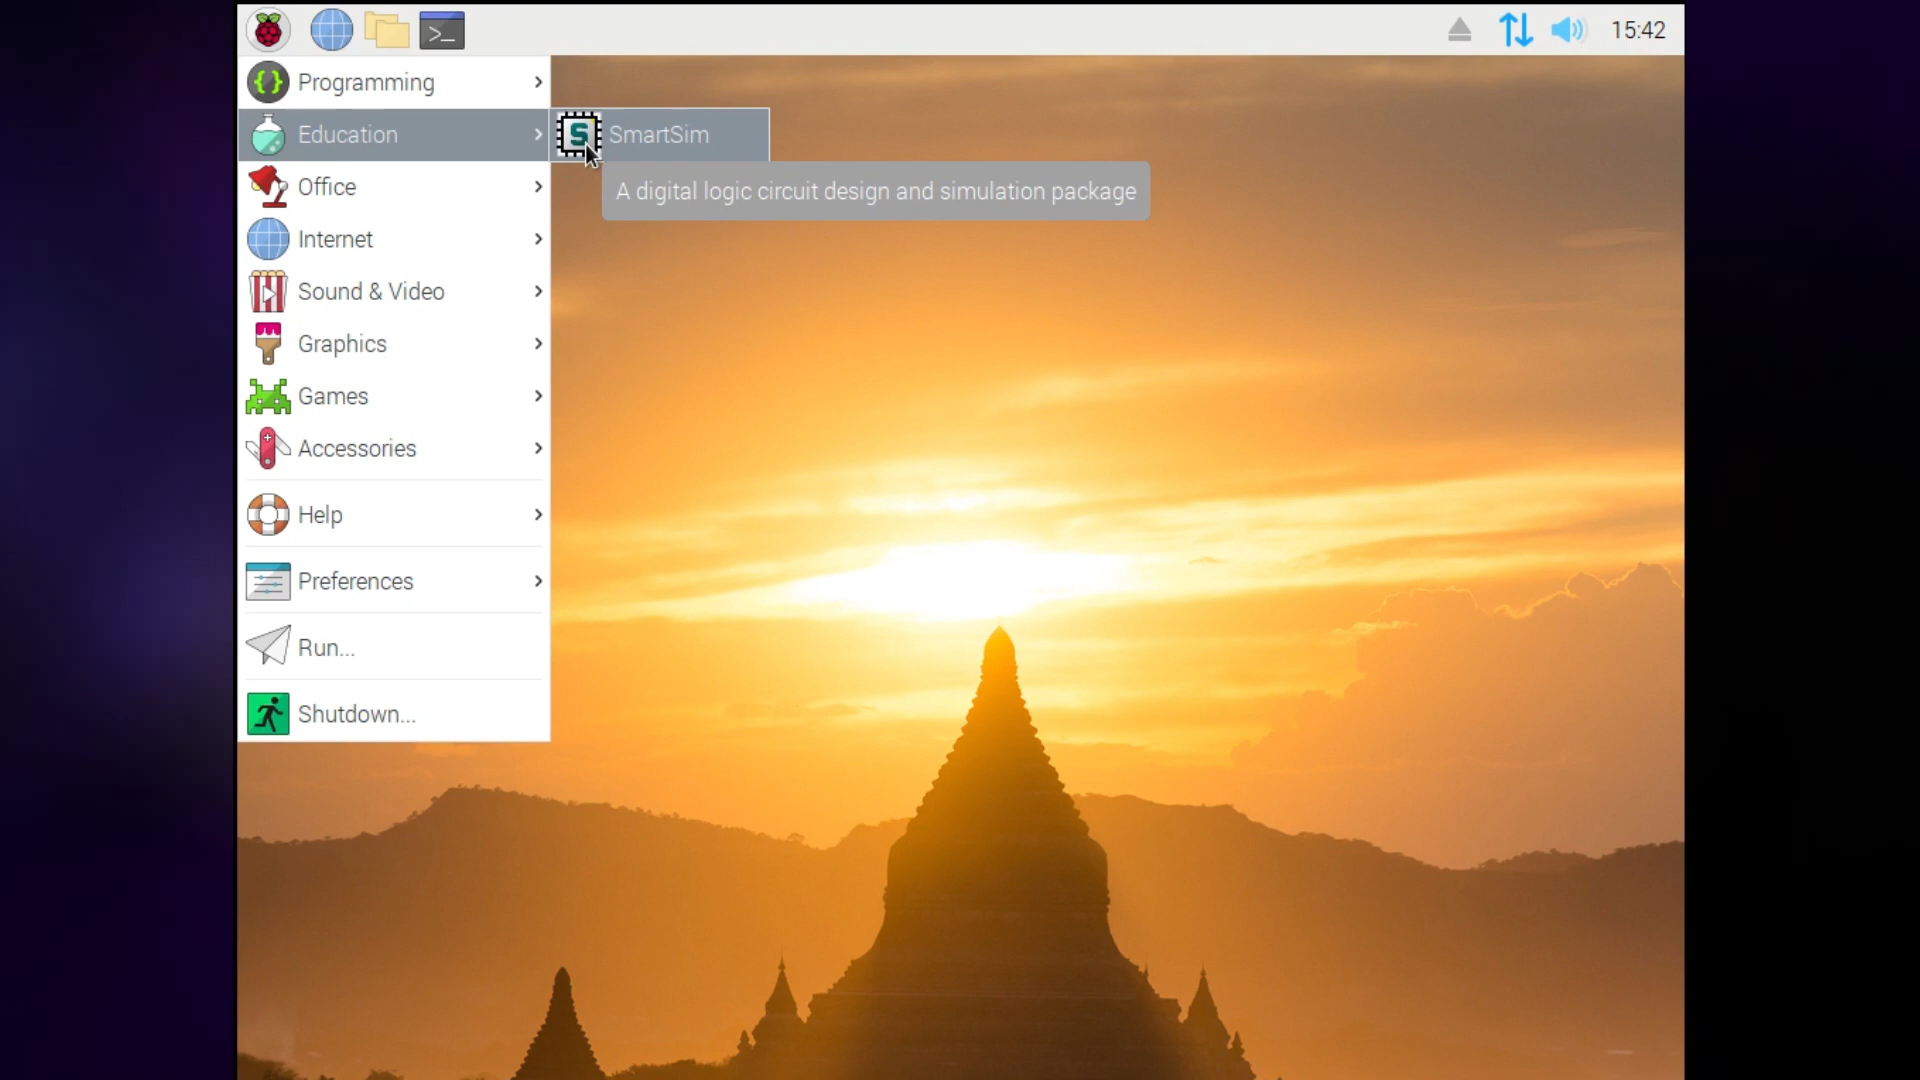 15:42
Programming
Education
SmartSim
Office
A digital logic circuit design and simulation package
Internet
Sound & Video
Graphics
Games
Accessories
Help
Preferences
Run...
Shutdown...